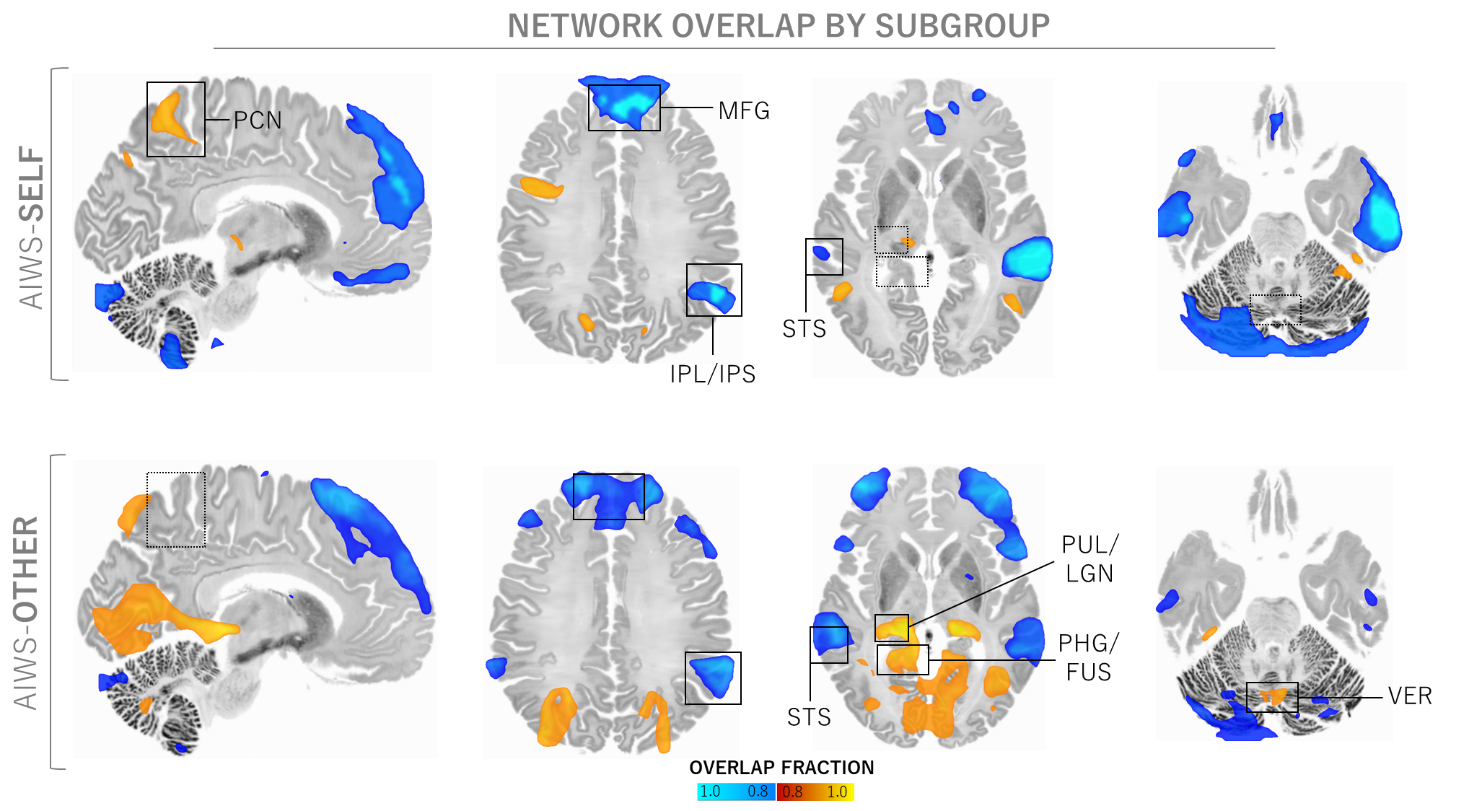 NETWORK OVERLAP BY SUBGROUP
AIWS-SELF
PCN
MFG
IPL/IPS
STS
AIWS-OTHER
PUL/
LGN
PHG/
FUS
STS
VER
OVERLAP FRACTION
1.0 0.8 0.8 1.0